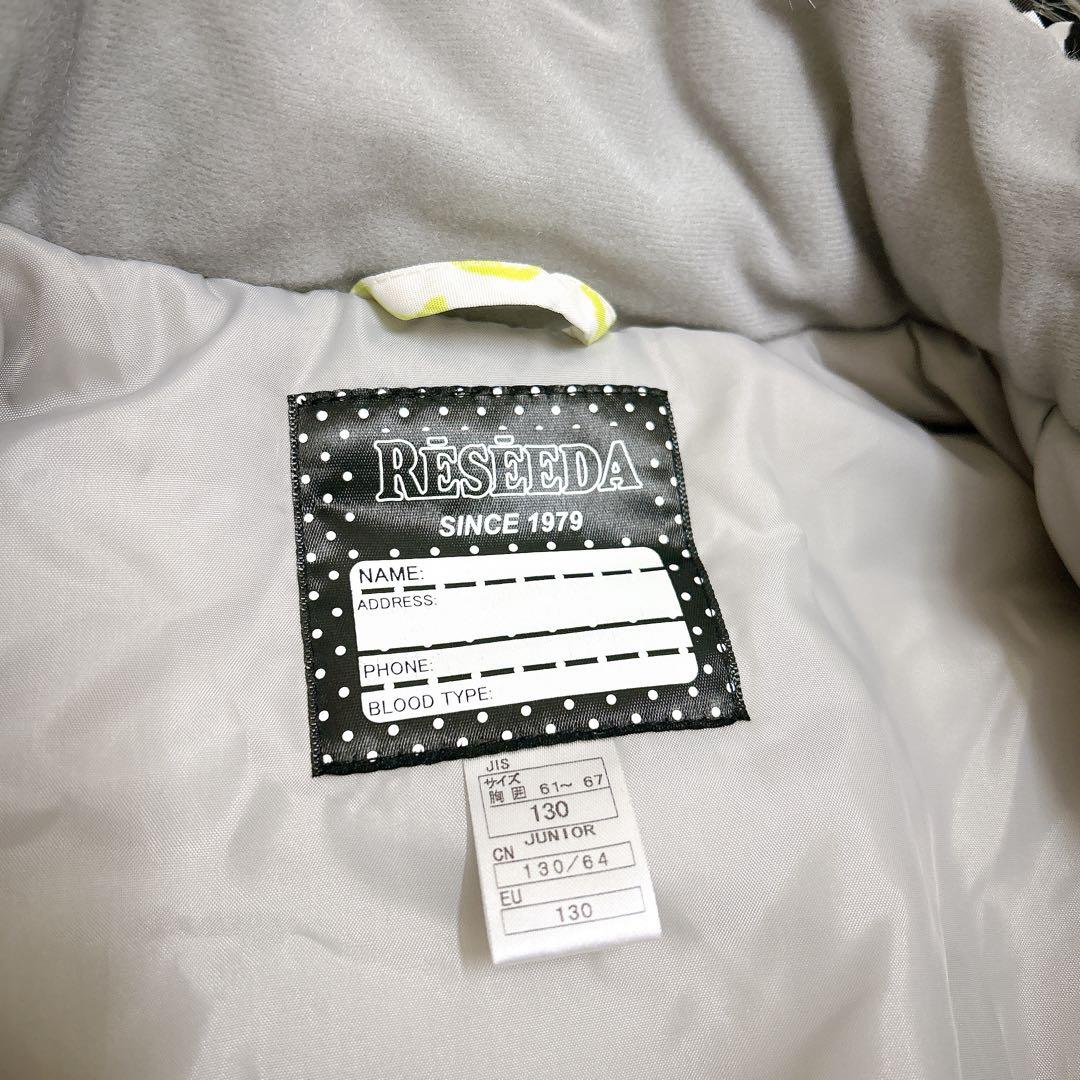 RĒSĒEDA
SINCE 1979
NAME:
ADDRESS:
PHONE:
BLOOD TYPE:
JIS
サイズ
胸囲 61～ 67
130
JUNIOR
CN
130/64
EU
130